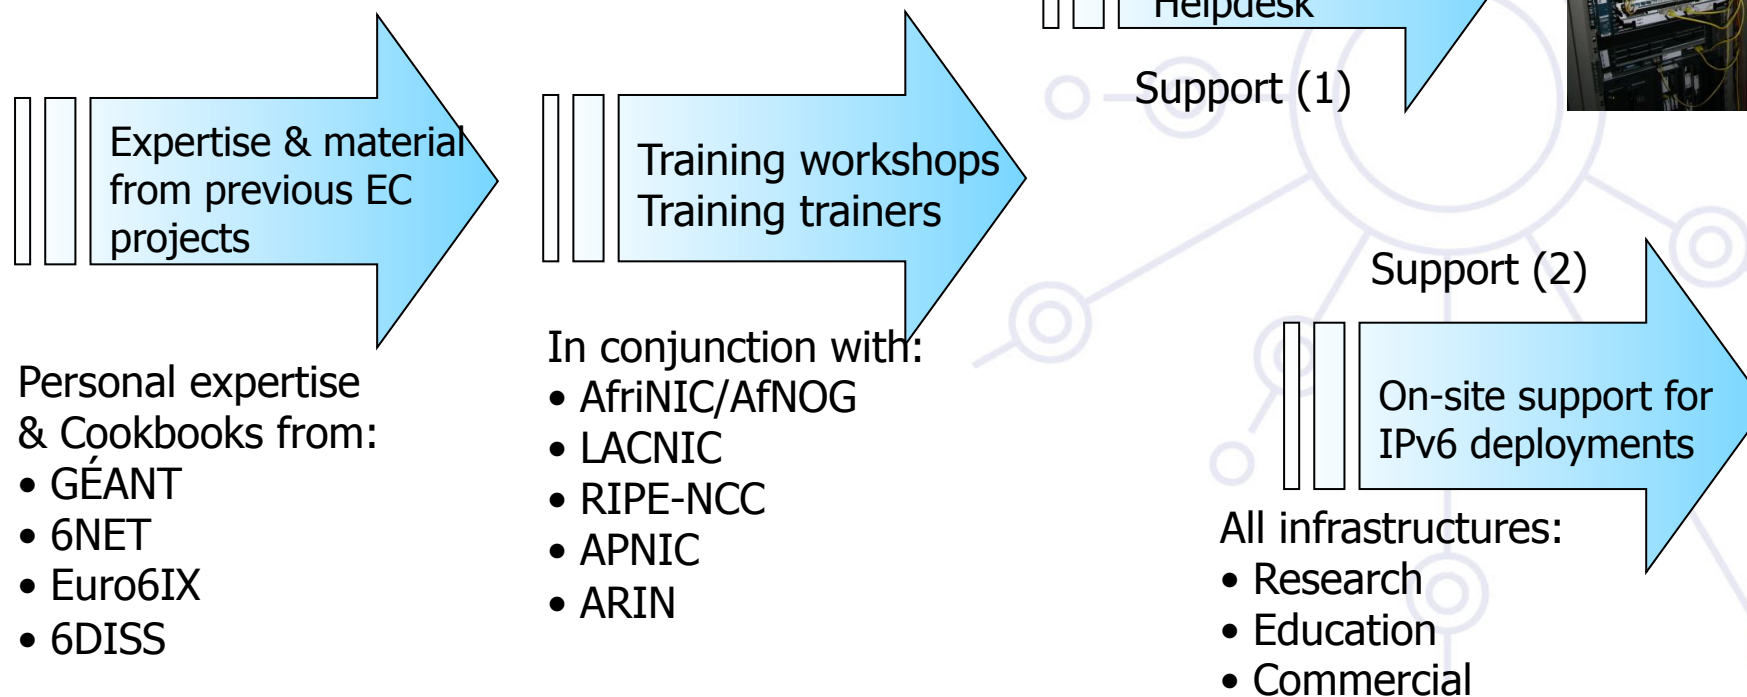 Expertise & material
from previous EC
projects
Personal expertise
& Cookbooks from:
• GÉANT
• 6NET
• Euro6IX
• 6DISS
Training workshops
Training trainers
In conjunction with:
• AfriNIC/AfNOG
• LACNIC
• RIPE-NCC
• APNIC
• ARIN
Helpdesk
Support (1)
Support (2)
On-site support for
IPv6 deployments
All infrastructures:
• Research
• Education
• Commercial